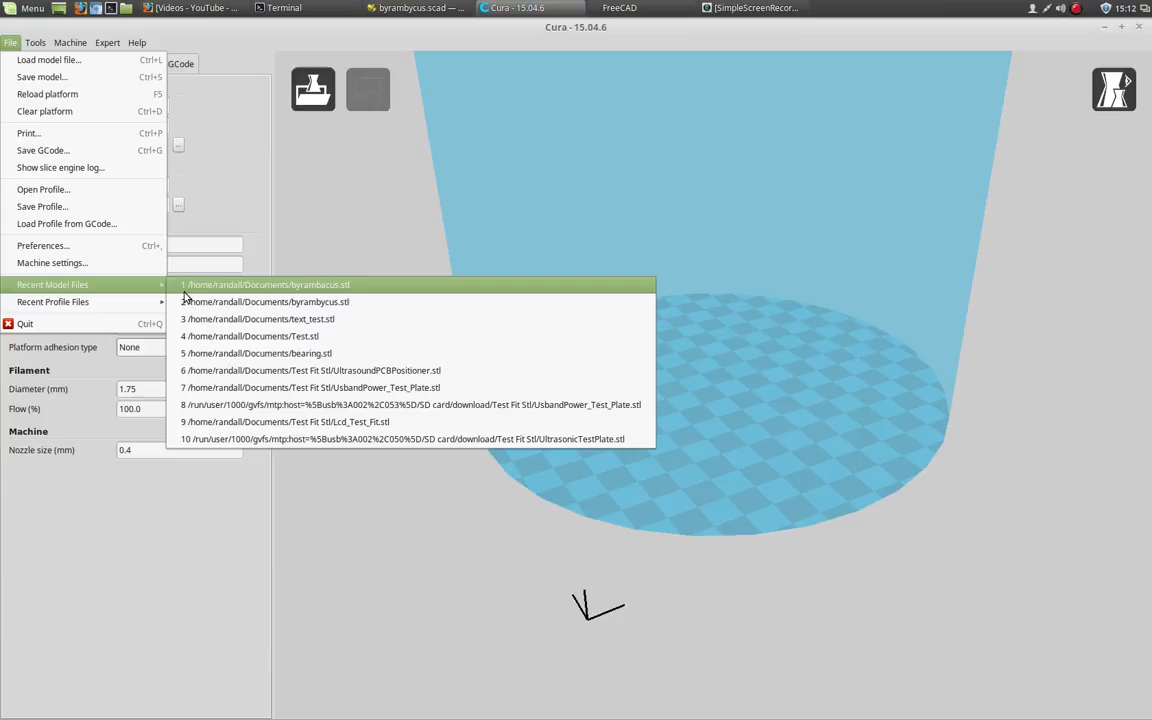 Menu
[Videos - YouTube - ...
Terminal
byrambycus.scad — ...
Cura - 15.04.6
FreeCAD
[SimpleScreenRecor...
15:12
Cura - 15.04.6
File Tools Machine Expert Help
GCode
Load model file... Ctrl+L
Save model... Ctrl+S
Reload platform F5
Clear platform Ctrl+D
Print... Ctrl+P
Save GCode... Ctrl+G
Show slice engine log...
Open Profile...
Save Profile...
Load Profile from GCode...
Preferences... Ctrl+,
Machine settings...
Recent Model Files
Recent Profile Files
Quit Ctrl+Q
1 /home/randall/Documents/byrambacus.stl
2 /home/randall/Documents/byrambycus.stl
3 /home/randall/Documents/text_test.stl
4 /home/randall/Documents/Test.stl
5 /home/randall/Documents/bearing.stl
6 /home/randall/Documents/Test Fit Stl/UltrasoundPCBPositioner.stl
7 /home/randall/Documents/Test Fit Stl/UsbandPower_Test_Plate.stl
8 /run/user/1000/gvfs/mtp:host=%5Busb%3A002%2C053%5D/SD card/download/Test Fit Stl/UsbandPower_Test_Plate.stl
9 /home/randall/Documents/Test Fit Stl/Lcd_Test_Fit.stl
10 /run/user/1000/gvfs/mtp:host=%5Busb%3A002%2C050%5D/SD card/download/Test Fit Stl/UltrasonicTestPlate.stl
...
...
Platform adhesion type None
Filament
Diameter (mm) 1.75
Flow (%) 100.0
Machine
Nozzle size (mm) 0.4